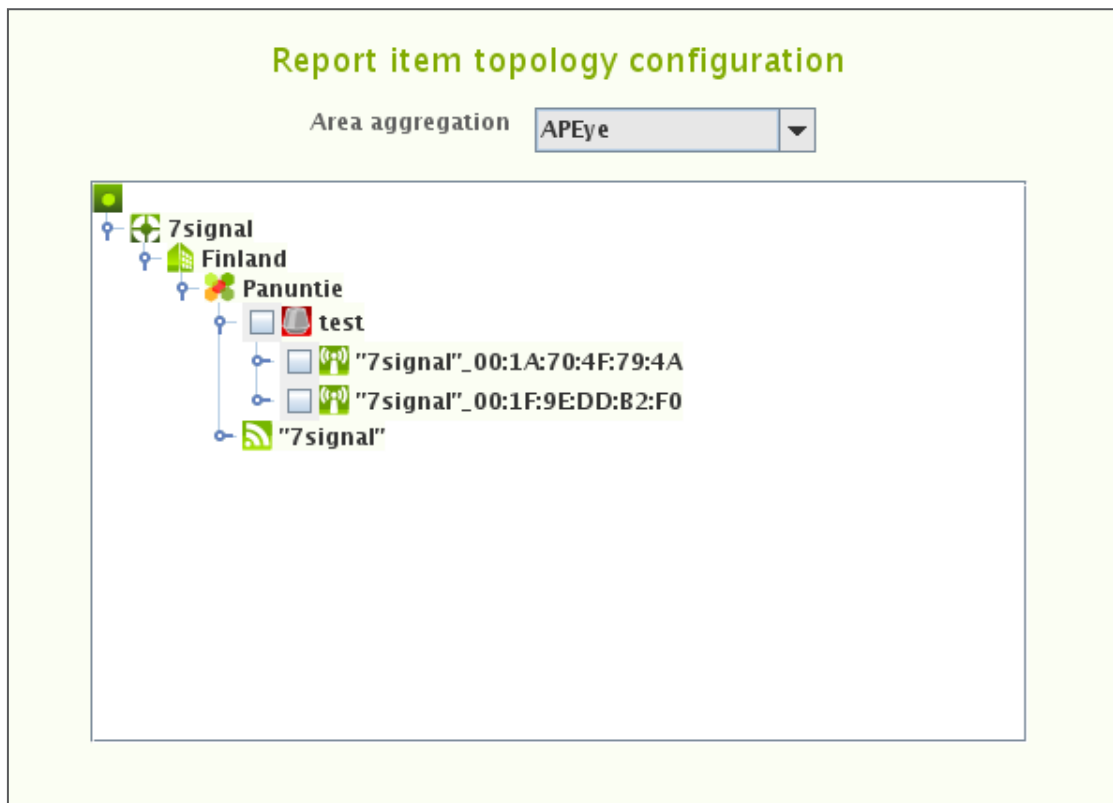 Report item topology configuration
Area aggregation APEye
7signal
Finland
Panuntie
test
"7signal"_00:1A:70:4F:79:4A
"7signal"_00:1F:9E:DD:B2:F0
"7signal"